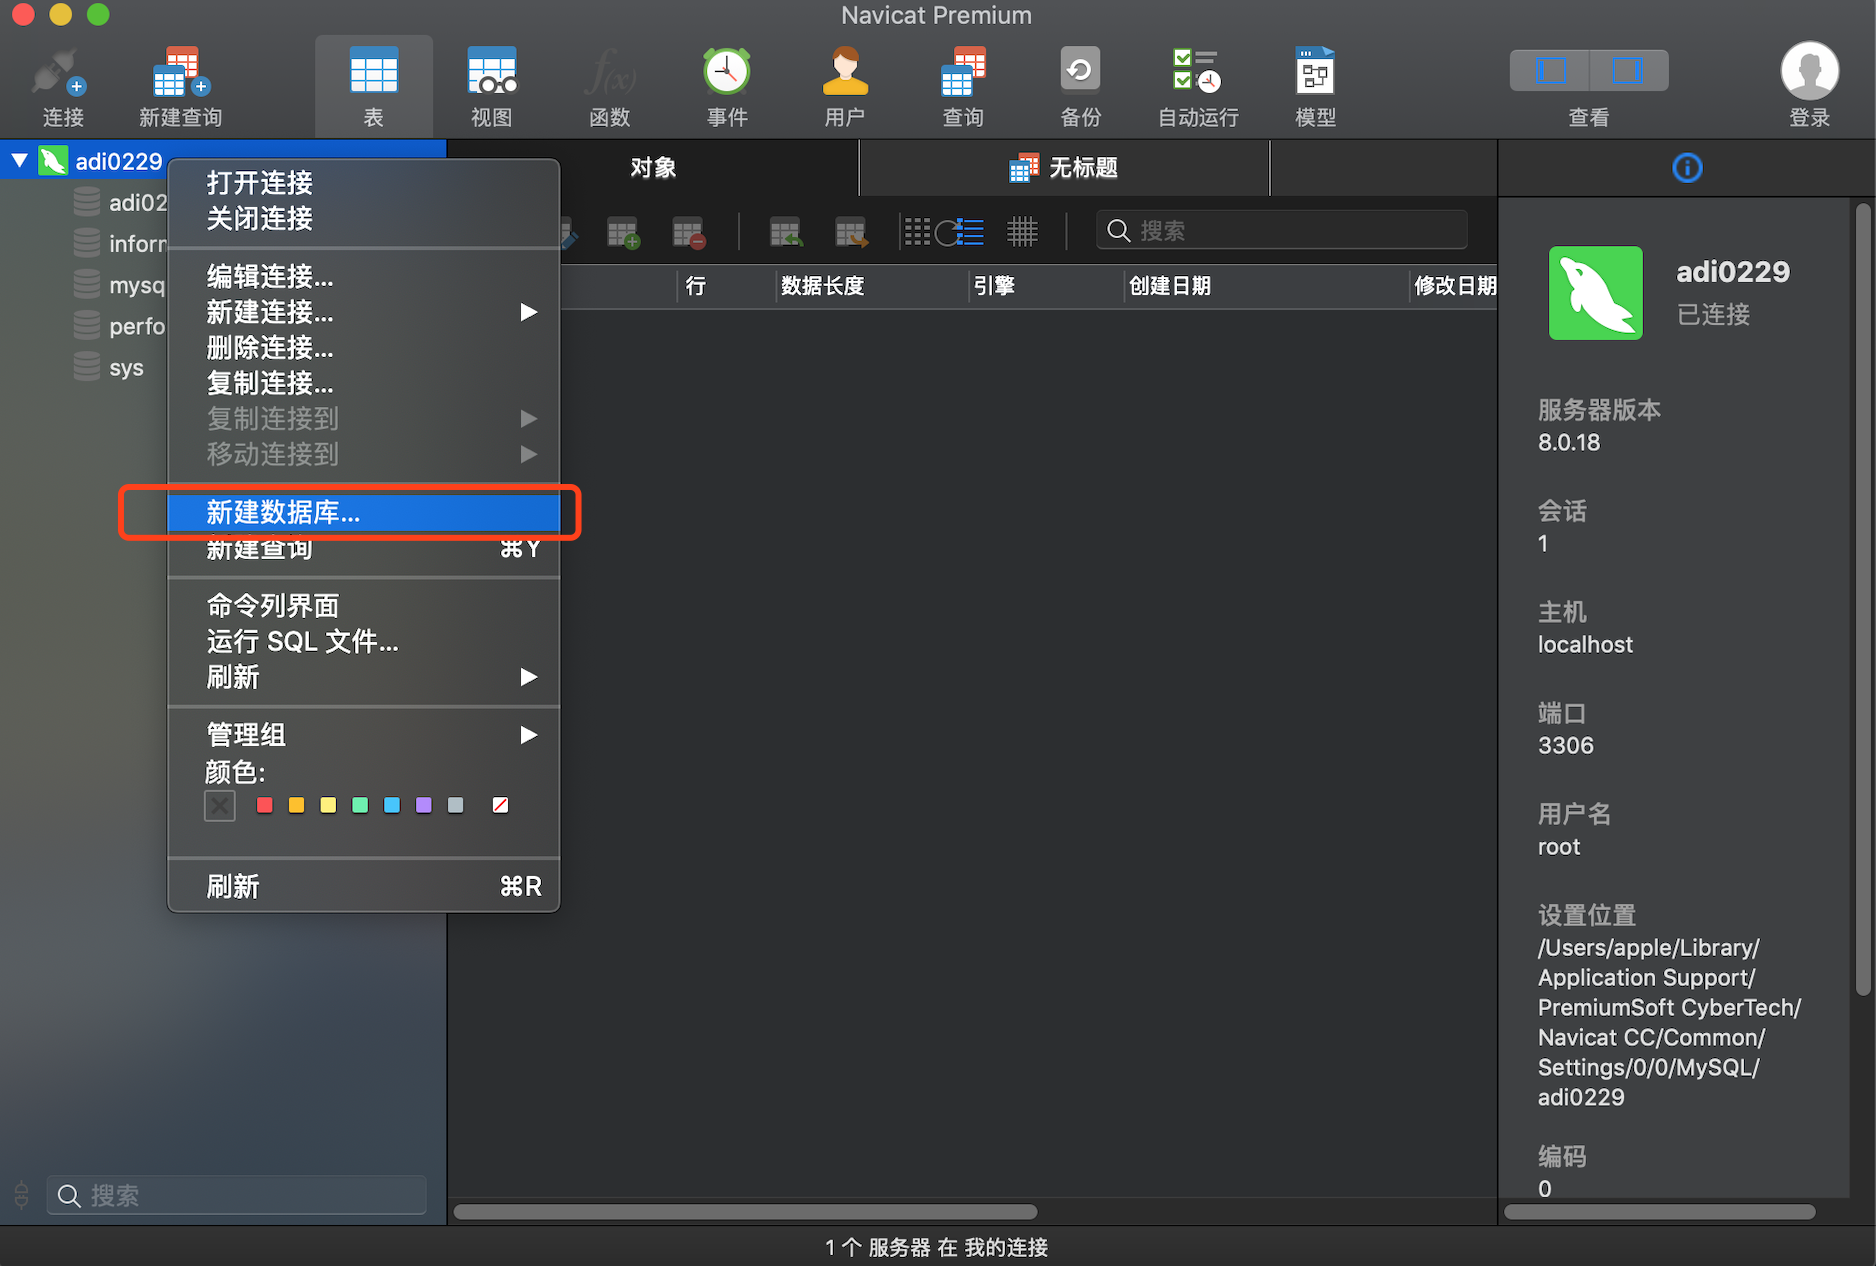 Navicat Premium
连接
新建查询
表
视图
f(x)
函数
事件
用户
查询
备份
自动运行
模型
查看
登录
adi0229
adi02
inforr
mysq
perfo
sys
打开连接
关闭连接
编辑连接...
新建连接...
删除连接...
复制连接...
复制连接到
移动连接到
新建数据库...
新建查询 ⌘Y
命令列界面
运行 SQL 文件...
刷新
管理组
颜色:
刷新 ⌘R
搜索
对象
无标题
搜索
行 数据长度 引擎 创建日期 修改日期
adi0229
已连接
服务器版本
8.0.18
会话
1
主机
localhost
端口
3306
用户名
root
设置位置
/Users/apple/Library/
Application Support/
PremiumSoft CyberTech/
Navicat CC/Common/
Settings/0/0/MySQL/
adi0229
编码
0
1 个 服务器 在 我的连接